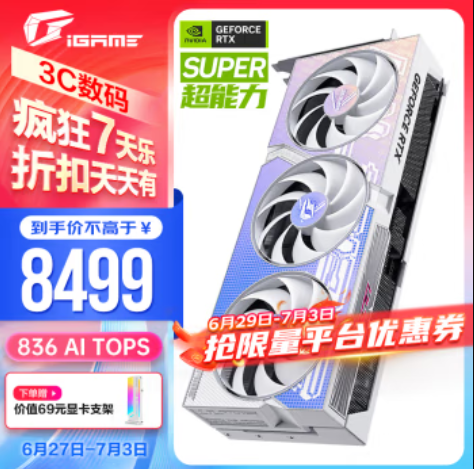 iGAME
3C数码
疯狂7天乐
折扣天天有
到手价不高于￥
8499
836 AI TOPS
下单赠
价值69元显卡支架
6月27日-7月3日
NVIDIA
GEFORCE
RTX
SUPER
超能力
GEFORCE RTX
6月29日-7月3日
抢限量平台优惠券